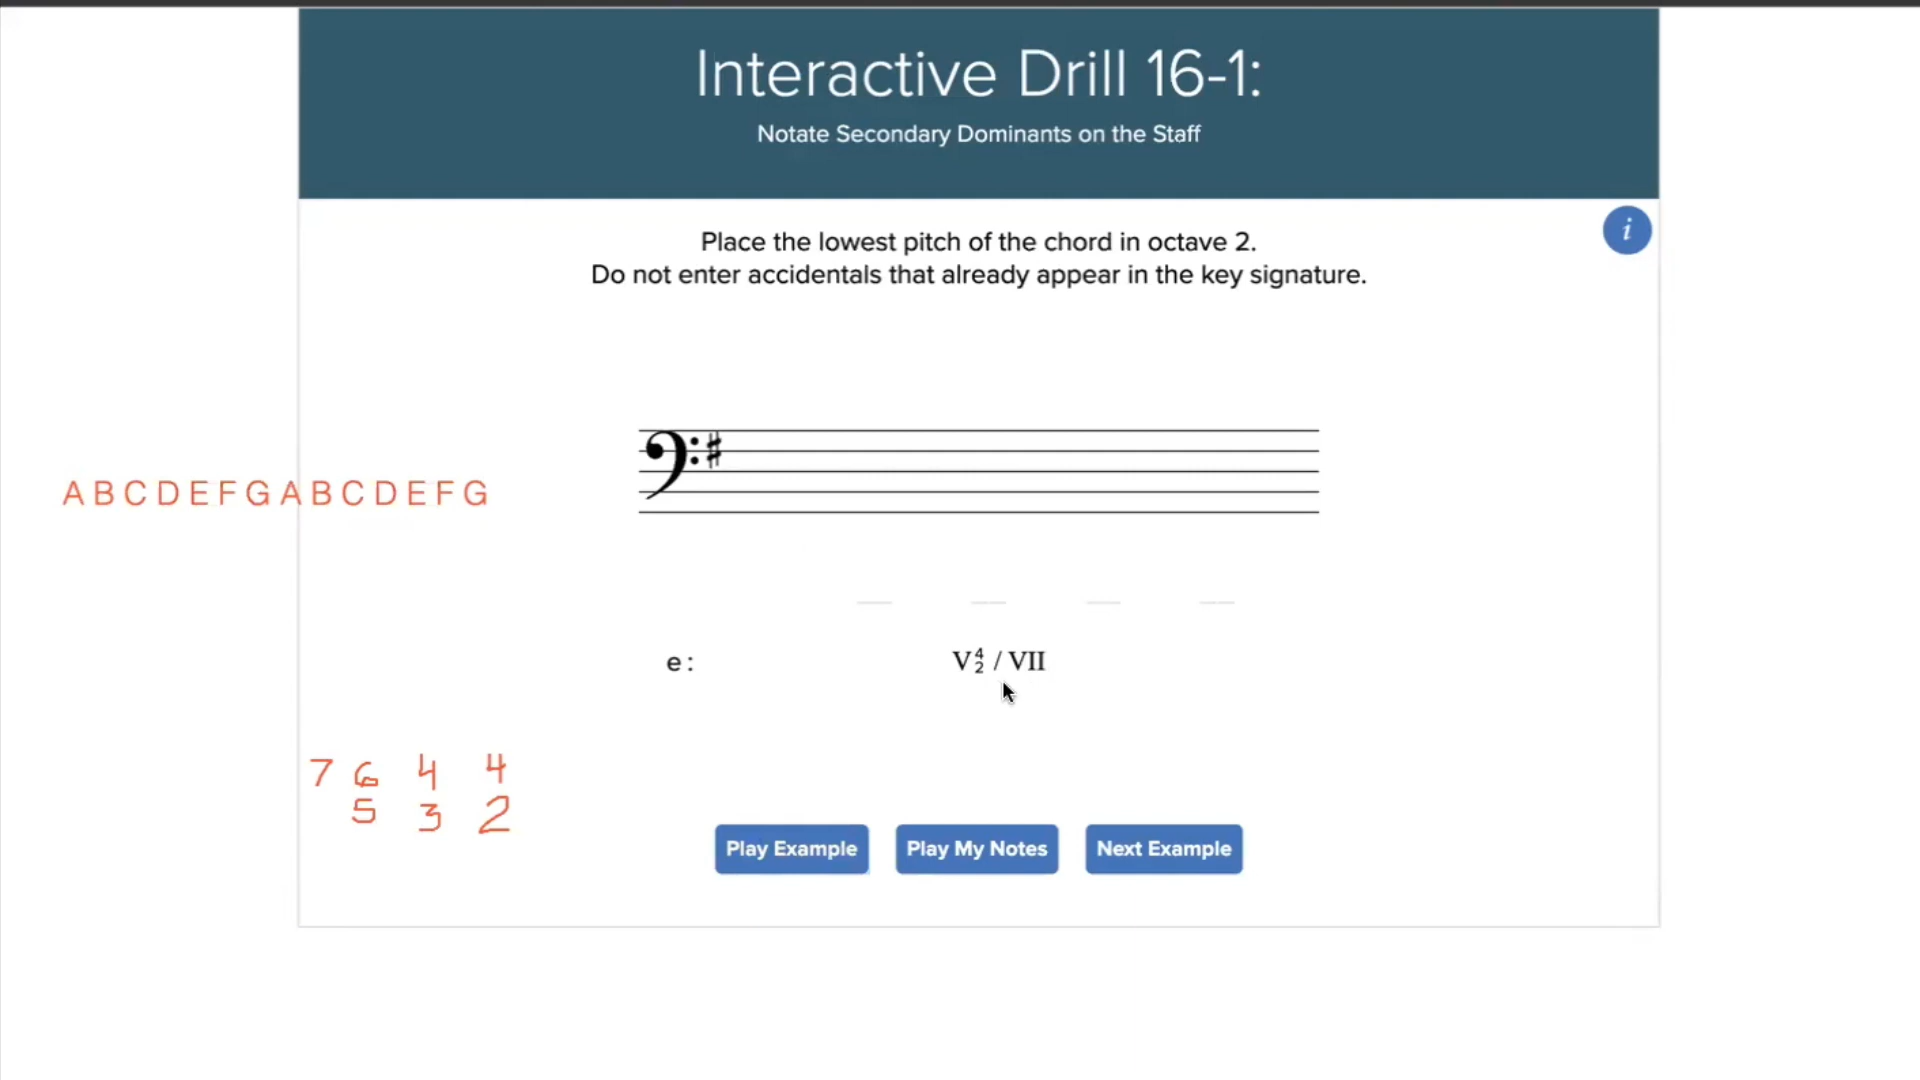 Interactive Drill 16-1:
Notate Secondary Dominants on the Staff
i
Place the lowest pitch of the chord in octave 2.
Do not enter accidentals that already appear in the key signature.
A B C D E F G A B C D E F G
e: V 4 2 / VII
7 6 4 4
5 3 2
Play Example Play My Notes Next Example